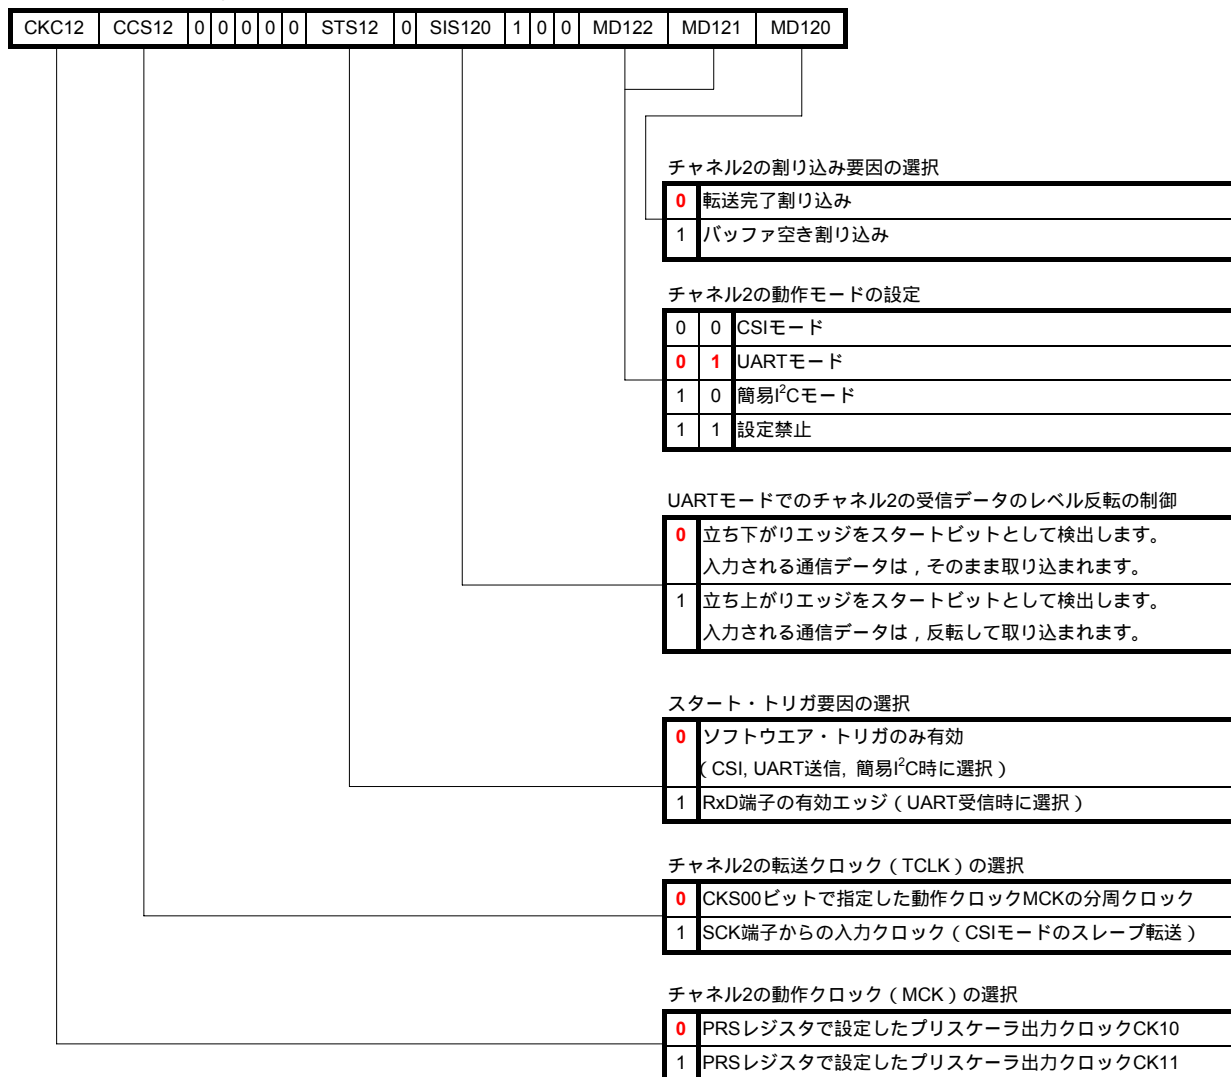 CKC12 CCS12 0 0 0 0 0 STS12 0 SIS120 1 0 0 MD122 MD121 MD120
チャネル2の割り込み要因の選択
0 転送完了割り込み
1 バッファ空き割り込み
チャネル2の動作モードの設定
0 0 CSIモード
0 1 UARTモード
1 0 簡易I²Cモード
1 1 設定禁止
UARTモードでのチャネル2の受信データのレベル反転の制御
0 立ち下がりエッジをスタートビットとして検出します。
入力される通信データは，そのまま取り込まれます。
1 立ち上がりエッジをスタートビットとして検出します。
入力される通信データは，反転して取り込まれます。
スタート・トリガ要因の選択
0 ソフトウエア・トリガのみ有効
（CSI, UART送信, 簡易I²C時に選択）
1 RxD端子の有効エッジ（UART受信時に選択）
チャネル2の転送クロック（TCLK）の選択
0 CKS00ビットで指定した動作クロックMCKの分周クロック
1 SCK端子からの入力クロック（CSIモードのスレーブ転送）
チャネル2の動作クロック（MCK）の選択
0 PRSレジスタで設定したプリスケーラ出力クロックCK10
1 PRSレジスタで設定したプリスケーラ出力クロックCK11